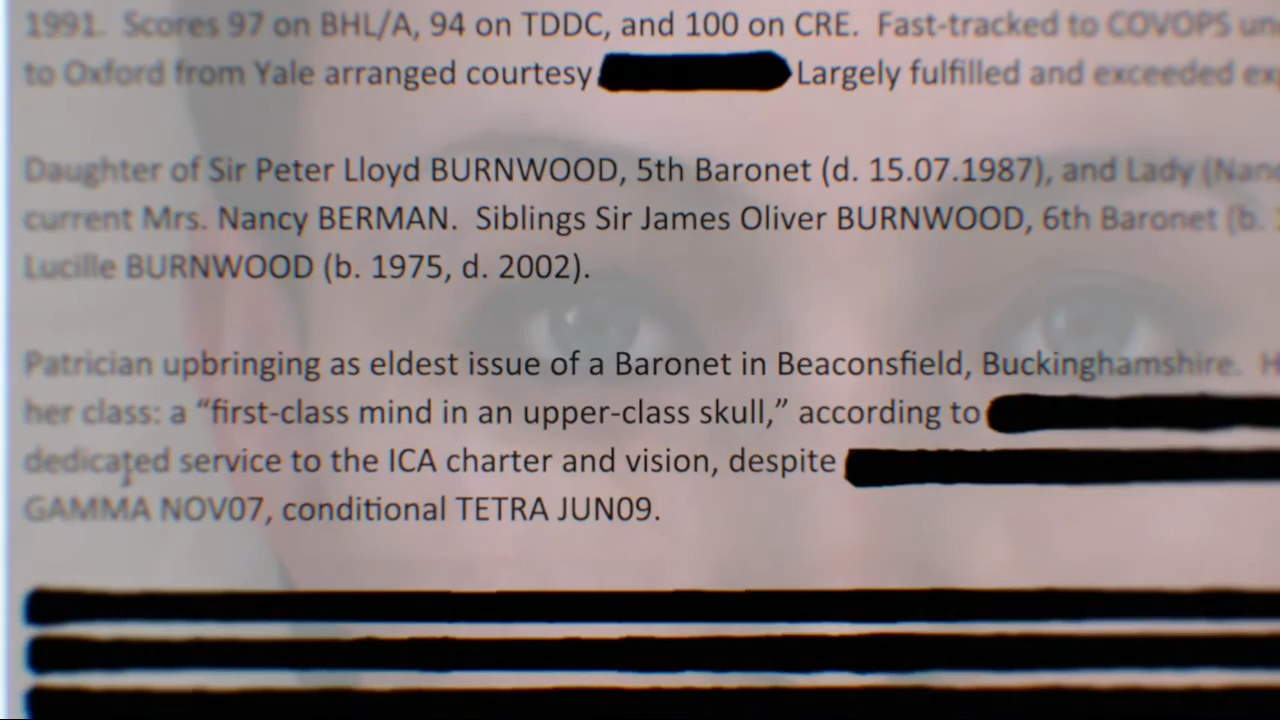 1991. Scores 97 on BHL/A, 94 on TDDC, and 100 on CRE. Fast-tracked to COVOPS
to Oxford from Yale arranged courtesy Largely fulfilled and exceeded
Daughter of Sir Peter Lloyd BURNWOOD, 5th Baronet (d. 15.07.1987), and Lady
current Mrs. Nancy BERMAN. Siblings Sir James Oliver BURNWOOD, 6th Baronet (b.
Lucille BURNWOOD (b. 1975, d. 2002).
Patrician upbringing as eldest issue of a Baronet in Beaconsfield, Buckinghamshire.
her class: a “first-class mind in an upper-class skull,” according to
dedicated service to the ICA charter and vision, despite
GAMMA NOV07, conditional TETRA JUN09.